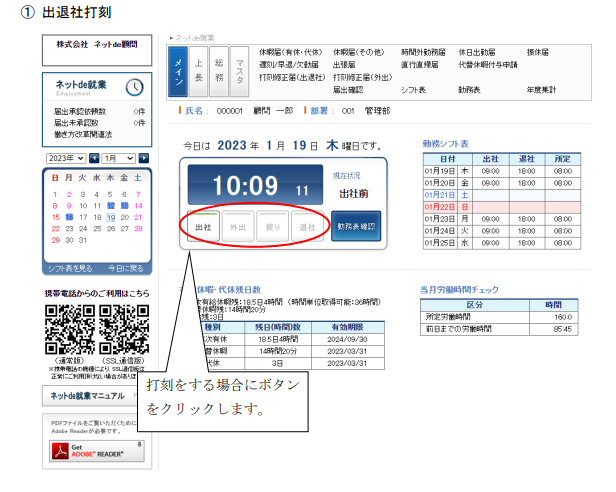 ① 出退社打刻
株式会社 ネットde顧問
▸ネットde就業
メイン
上長
総務
マスタ
休暇届(有休･代休) 休暇届(その他) 時間外勤務届 休日出勤届 振休届
遅刻/早退/欠勤届 出張届 直行直帰届 代替休暇付与申請
打刻修正届(出退社) 打刻修正届(外出)
届出確認 シフト表 勤務表 年度集計
ネットde就業
Employment
届出承認依頼数 0件
届出未承認数 0件
働き方改革関連法
氏名： 000001 顧問 一郎 部署： 001 管理部
2023年 1月
日 月 火 水 木 金 土
1 2 3 4 5 6 7
8 9 10 11 12 13 14
15 16 17 18 19 20 21
22 23 24 25 26 27 28
29 30 31
シフト表を見る 今日に戻る
今日は 2023 年 1 月 19 日 木 曜日です。
10:09 11
現在状況
出社前
出社 外出 戻り 退社
勤務表確認
勤務シフト表
日付 出社 退社 所定
01月19日 木 09:00 18:00 08:00
01月20日 金 09:00 18:00 08:00
01月21日 土
01月22日 日
01月23日 月 09:00 18:00 08:00
01月24日 火 09:00 18:00 08:00
01月25日 水 09:00 18:00 08:00
携帯電話からのご利用はこちら
(通常版) (SSL通信版)
※携帯電話の機種により、SSL通信版は
正常にご利用頂けない場合があり
ネットde就業マニュアル
PDFファイルをご覧いただくために
Adobe Readerが必要です。
Get
ADOBE® READER®
休暇･代休残日数
次有給休暇残:18.5日4時間 (時間単位取得可能:36時間)
替休暇残:14時間20分
残:3日
種別 残日(時間)数 有効期限
次有休 18.5日4時間 2024/09/30
替休暇 14時間20分 2023/03/31
代休 3日 2023/03/31
当月労働時間チェック
区分 時間
所定労働時間 160:0
前日までの労働時間 85:45
打刻をする場合にボタン
をクリックします。